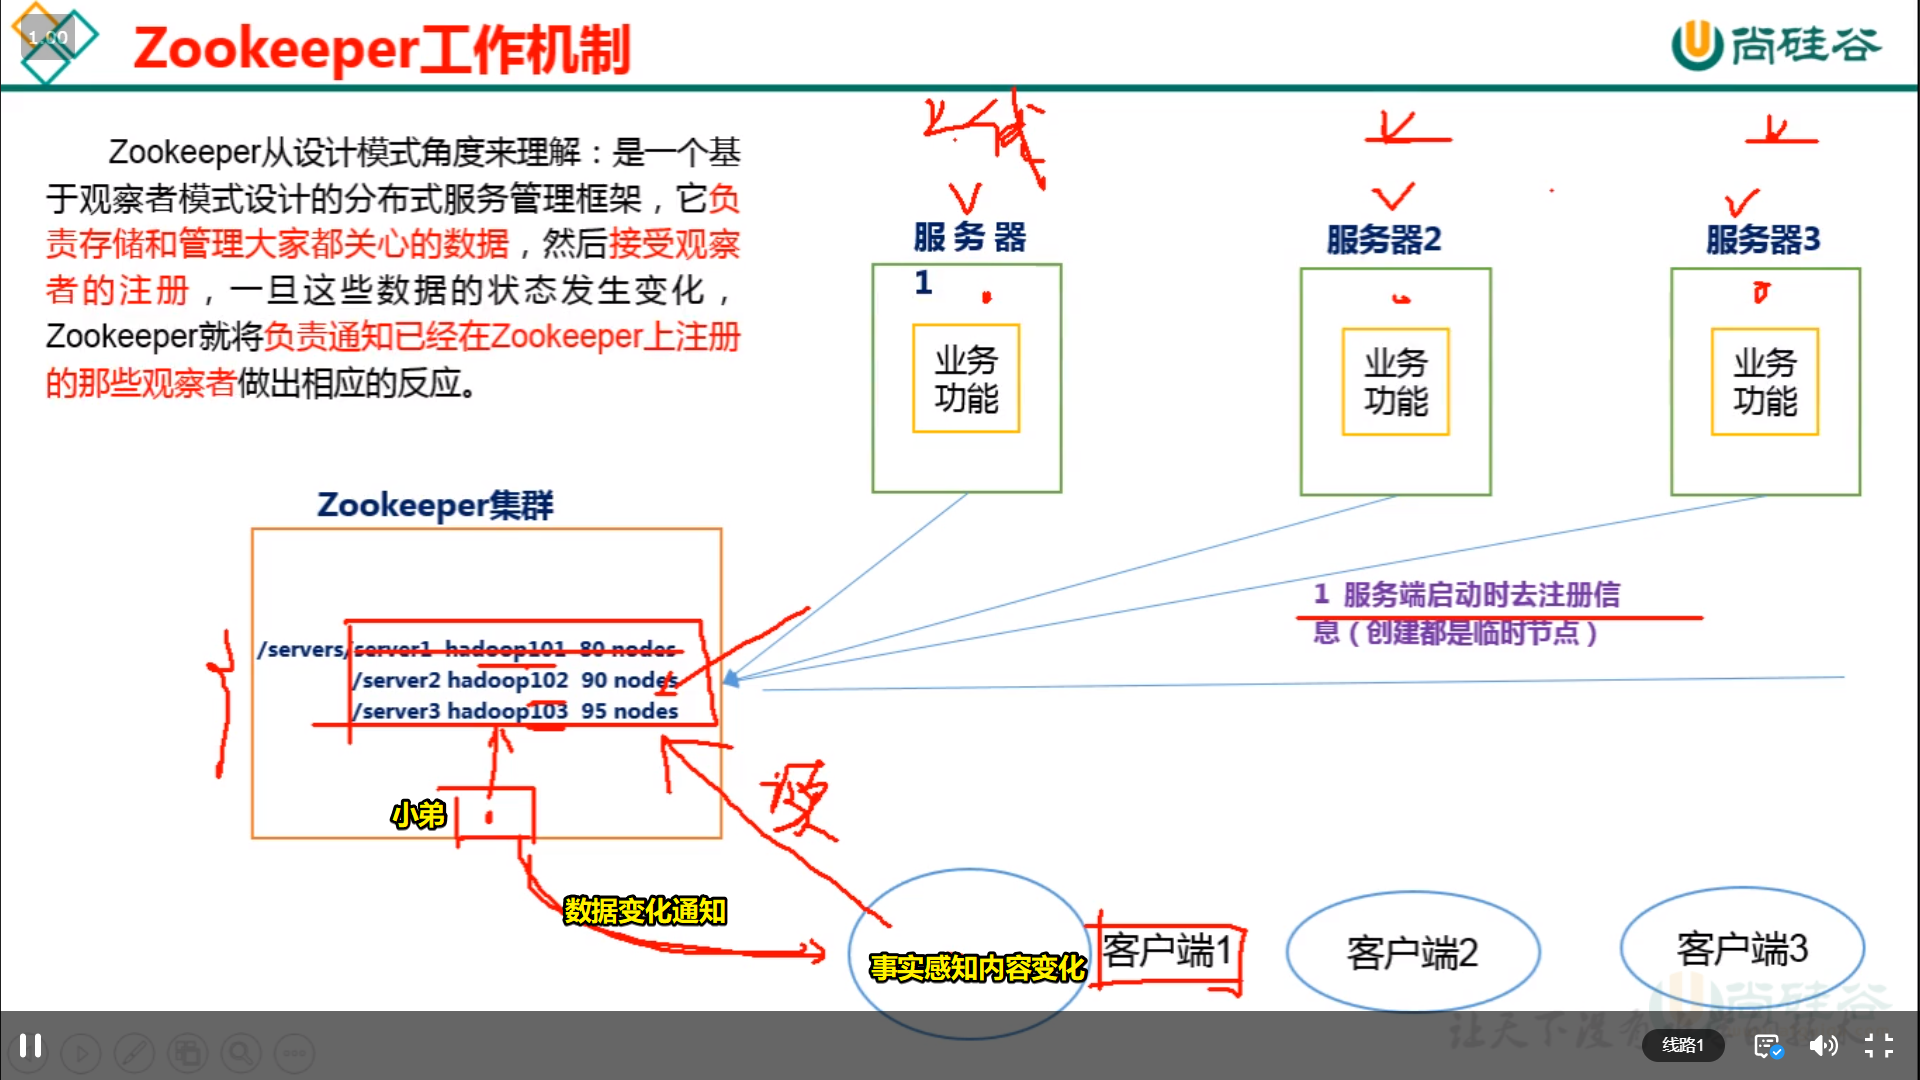 1.00
Zookeeper工作机制
尚硅谷
Zookeeper从设计模式角度来理解：是一个基
于观察者模式设计的分布式服务管理框架，它负
责存储和管理大家都关心的数据，然后接受观察
者的注册，一旦这些数据的状态发生变化，
Zookeeper就将负责通知已经在Zookeeper上注册
的那些观察者做出相应的反应。
服务器
1
业务
功能
服务器2
业务
功能
服务器3
业务
功能
Zookeeper集群
/servers/server1 hadoop101 80 nodes
/server2 hadoop102 90 nodes
/server3 hadoop103 95 nodes
1 服务端启动时去注册信
息（创建都是临时节点）
小弟
数据变化通知
事实感知内容变化
客户端1
客户端2
客户端3
尚硅谷
线路1